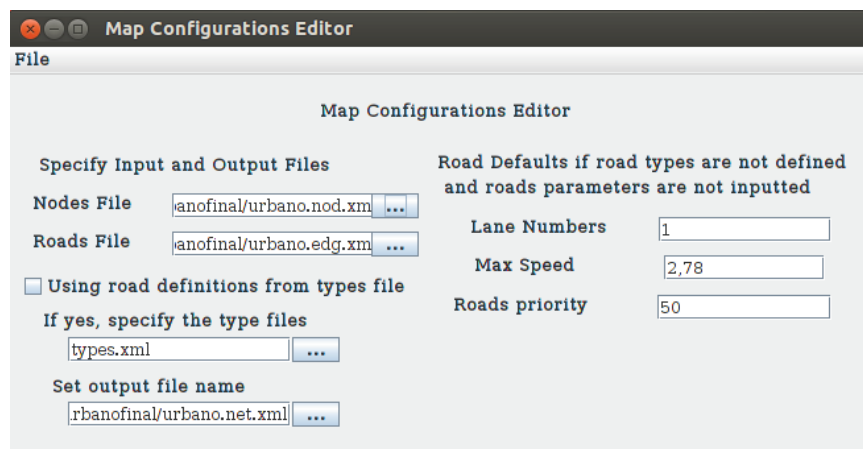 Map Configurations Editor
File
Map Configurations Editor
Specify Input and Output Files
Nodes File
anofinal/urbano.nod.xm ...
Roads File
anofinal/urbano.edg.xm ...
Using road definitions from types file
If yes, specify the type files
types.xml ...
Set output file name
rbanofinal/urbano.net.xml ...
Road Defaults if road types are not defined
and roads parameters are not inputted
Lane Numbers 1
Max Speed 2,78
Roads priority 50